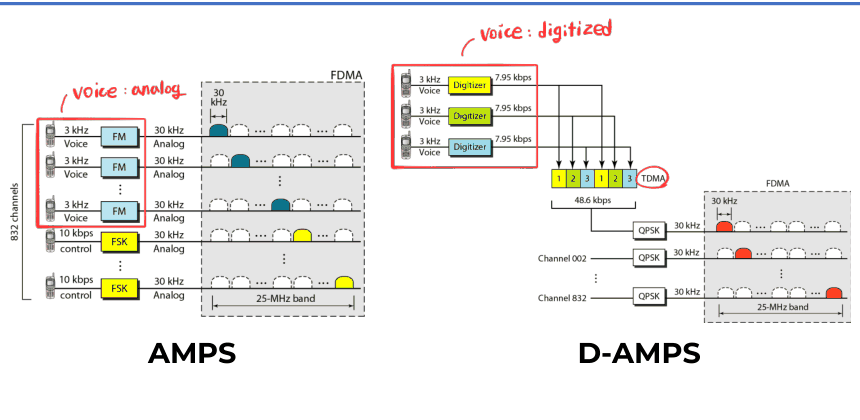 voice : digitized
voice : analog
FDMA
30
kHz
832 channels
3 kHz
Voice
FM
30 kHz
Analog
...
...
3 kHz
Voice
FM
30 kHz
Analog
...
...
⋮
⋮
3 kHz
Voice
FM
30 kHz
Analog
...
...
10 kbps
control
FSK
30 kHz
Analog
...
...
⋮
⋮
10 kbps
control
FSK
30 kHz
Analog
...
...
25-MHz band
AMPS
3 kHz
Voice
Digitizer
7.95 kbps
3 kHz
Voice
Digitizer
7.95 kbps
3 kHz
Voice
Digitizer
7.95 kbps
1 2 3 1 2 3 TDMA
48.6 kbps
FDMA
30 kHz
QPSK
30 kHz
...
...
Channel 002
QPSK
30 kHz
...
...
⋮
⋮
Channel 832
QPSK
30 kHz
...
...
25-MHz band
D-AMPS